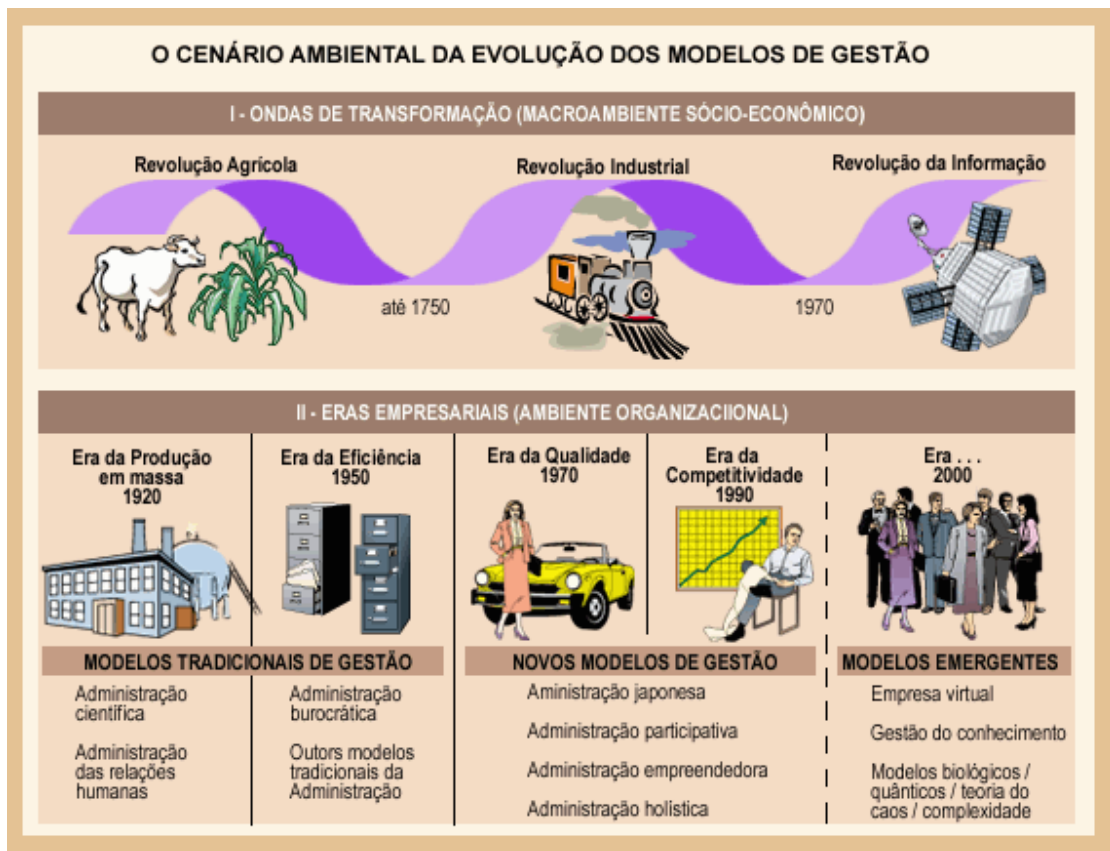 O CENÁRIO AMBIENTAL DA EVOLUÇÃO DOS MODELOS DE GESTÃO
I - ONDAS DE TRANSFORMAÇÃO (MACROAMBIENTE SÓCIO-ECONÔMICO)
Revolução Agrícola
Revolução Industrial
Revolução da Informação
até 1750
1970
II - ERAS EMPRESARIAIS (AMBIENTE ORGANIZACIIONAL)
Era da Produção
em massa
1920
Era da Eficiência
1950
Era da Qualidade
1970
Era da
Competitividade
1990
Era . . .
2000
MODELOS TRADICIONAIS DE GESTÃO
Administração
científica
Administração
das relações
humanas
Administração
burocrática
Outors modelos
tradicionais da
Administração
NOVOS MODELOS DE GESTÃO
Aministração japonesa
Administração participativa
Administração empreendedora
Administração holistica
MODELOS EMERGENTES
Empresa virtual
Gestão do conhecimento
Modelos biológicos /
quânticos / teoria do
caos / complexidade